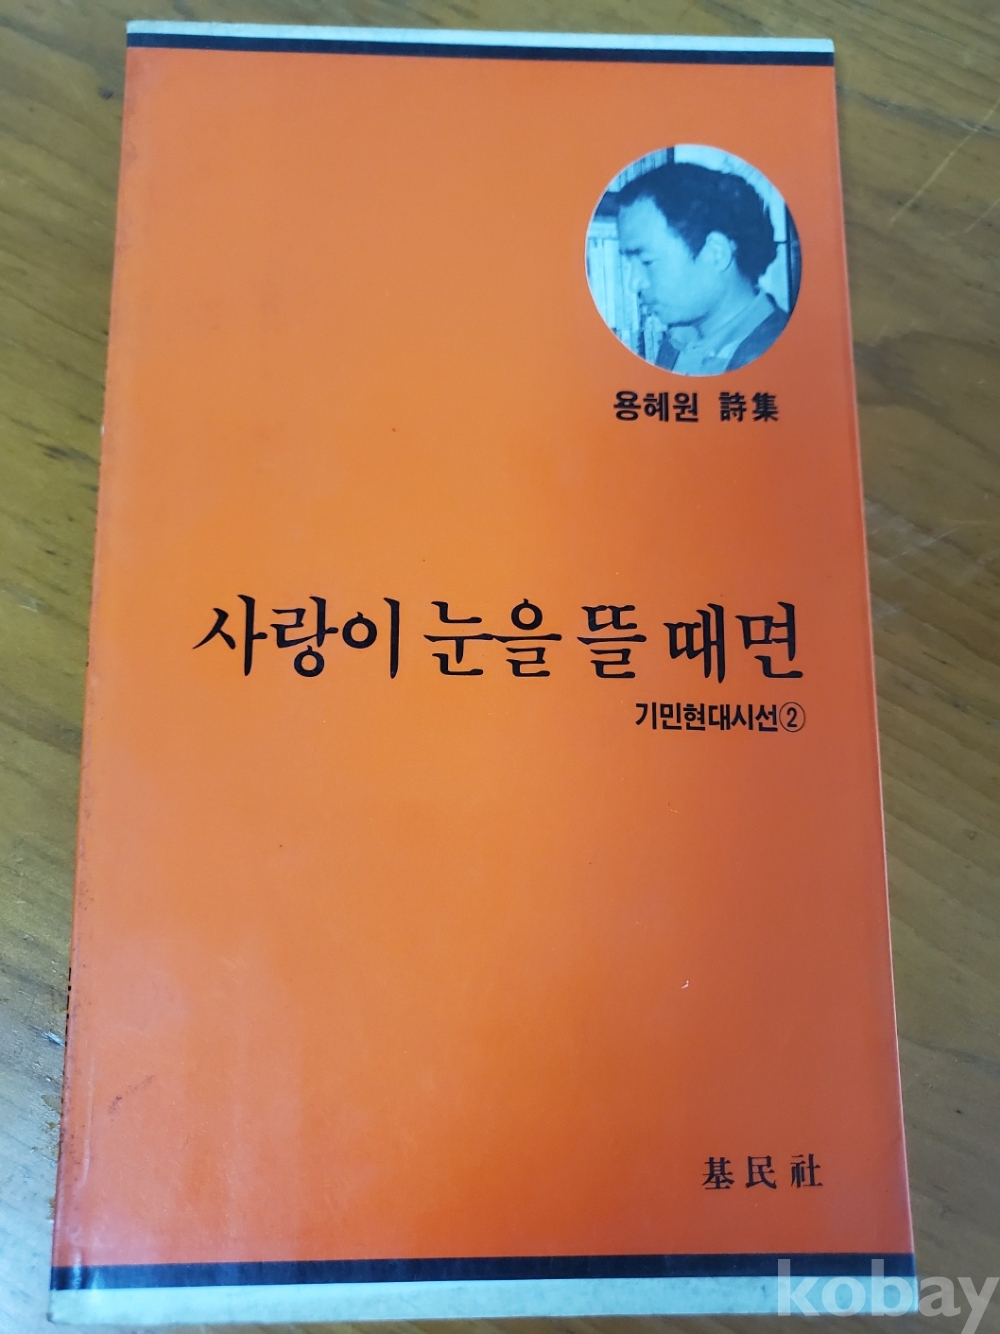 용혜원 詩集
사랑이 눈을 뜰 때면
기민현대시선②
基民社
kobay